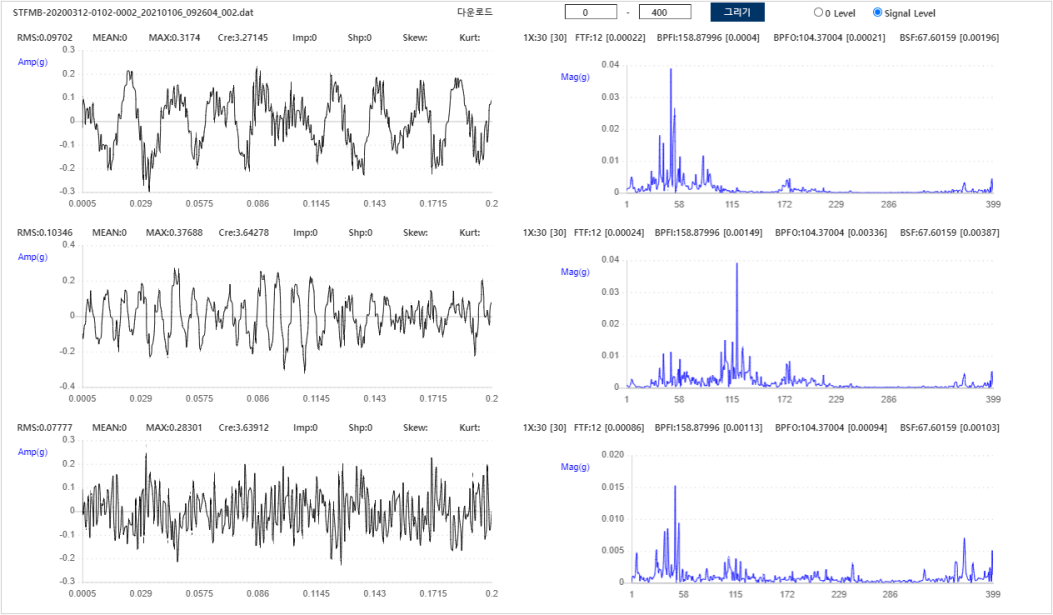 STFMB-20200312-0102-0002_20210106_092604_002.dat 다운로드 0 - 400 그리기 0 Level Signal Level
RMS:0.09702 MEAN:0 MAX:0.3174 Cre:3.27145 Imp:0 Shp:0 Skew: Kurt:
Amp(g)
0.3
0.2
0.1
0
-0.1
-0.2
-0.3
0.0005 0.029 0.0575 0.086 0.1145 0.143 0.1715 0.2
1X:30 [30] FTF:12 [0.00022] BPFI:158.87996 [0.0004] BPFO:104.37004 [0.00021] BSF:67.60159 [0.00196]
Mag(g)
0.04
0.03
0.02
0.01
0
1 58 115 172 229 286 399
RMS:0.10346 MEAN:0 MAX:0.37688 Cre:3.64278 Imp:0 Shp:0 Skew: Kurt:
Amp(g)
0.4
0.2
0
-0.2
-0.4
0.0005 0.029 0.0575 0.086 0.1145 0.143 0.1715 0.2
1X:30 [30] FTF:12 [0.00024] BPFI:158.87996 [0.00149] BPFO:104.37004 [0.00336] BSF:67.60159 [0.00387]
Mag(g)
0.04
0.03
0.02
0.01
0
1 58 115 172 229 286 399
RMS:0.07777 MEAN:0 MAX:0.28301 Cre:3.63912 Imp:0 Shp:0 Skew: Kurt:
Amp(g)
0.3
0.2
0.1
0
-0.1
-0.2
-0.3
0.0005 0.029 0.0575 0.086 0.1145 0.143 0.1715 0.2
1X:30 [30] FTF:12 [0.00086] BPFI:158.87996 [0.00113] BPFO:104.37004 [0.00094] BSF:67.60159 [0.00103]
Mag(g)
0.020
0.015
0.010
0.005
0
1 58 115 172 229 286 399